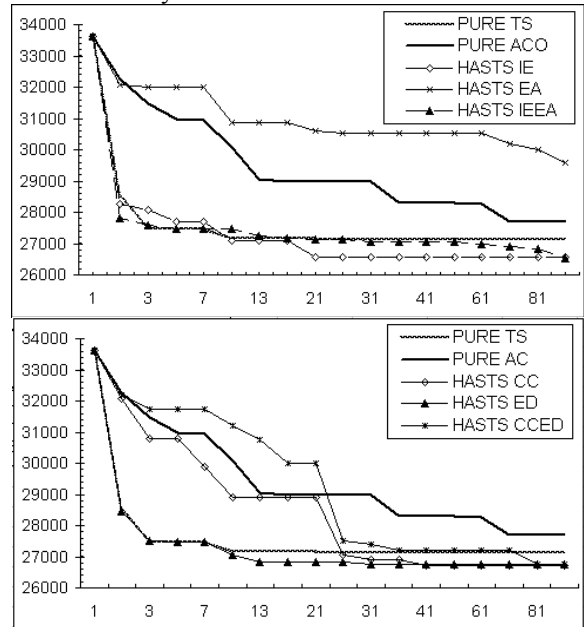 34000
33000
32000
31000
30000
29000
28000
27000
26000
PURE TS
PURE ACO
HASTS IE
HASTS EA
HASTS IEEA
1 3 7 13 21 31 41 61 81
34000
33000
32000
31000
30000
29000
28000
27000
26000
PURE TS
PURE AC
HASTS CC
HASTS ED
HASTS CCED
1 3 7 13 21 31 41 61 81